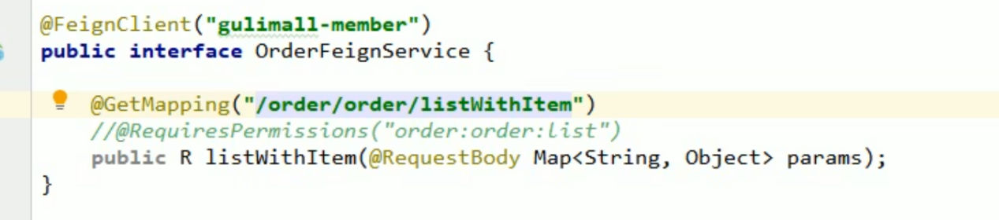 @FeignClient("gulimall-member")
public interface OrderFeignService {
@GetMapping("/order/order/listWithItem")
//@RequiresPermissions("order:order:list")
public R listWithItem(@RequestBody Map<String, Object> params);
}